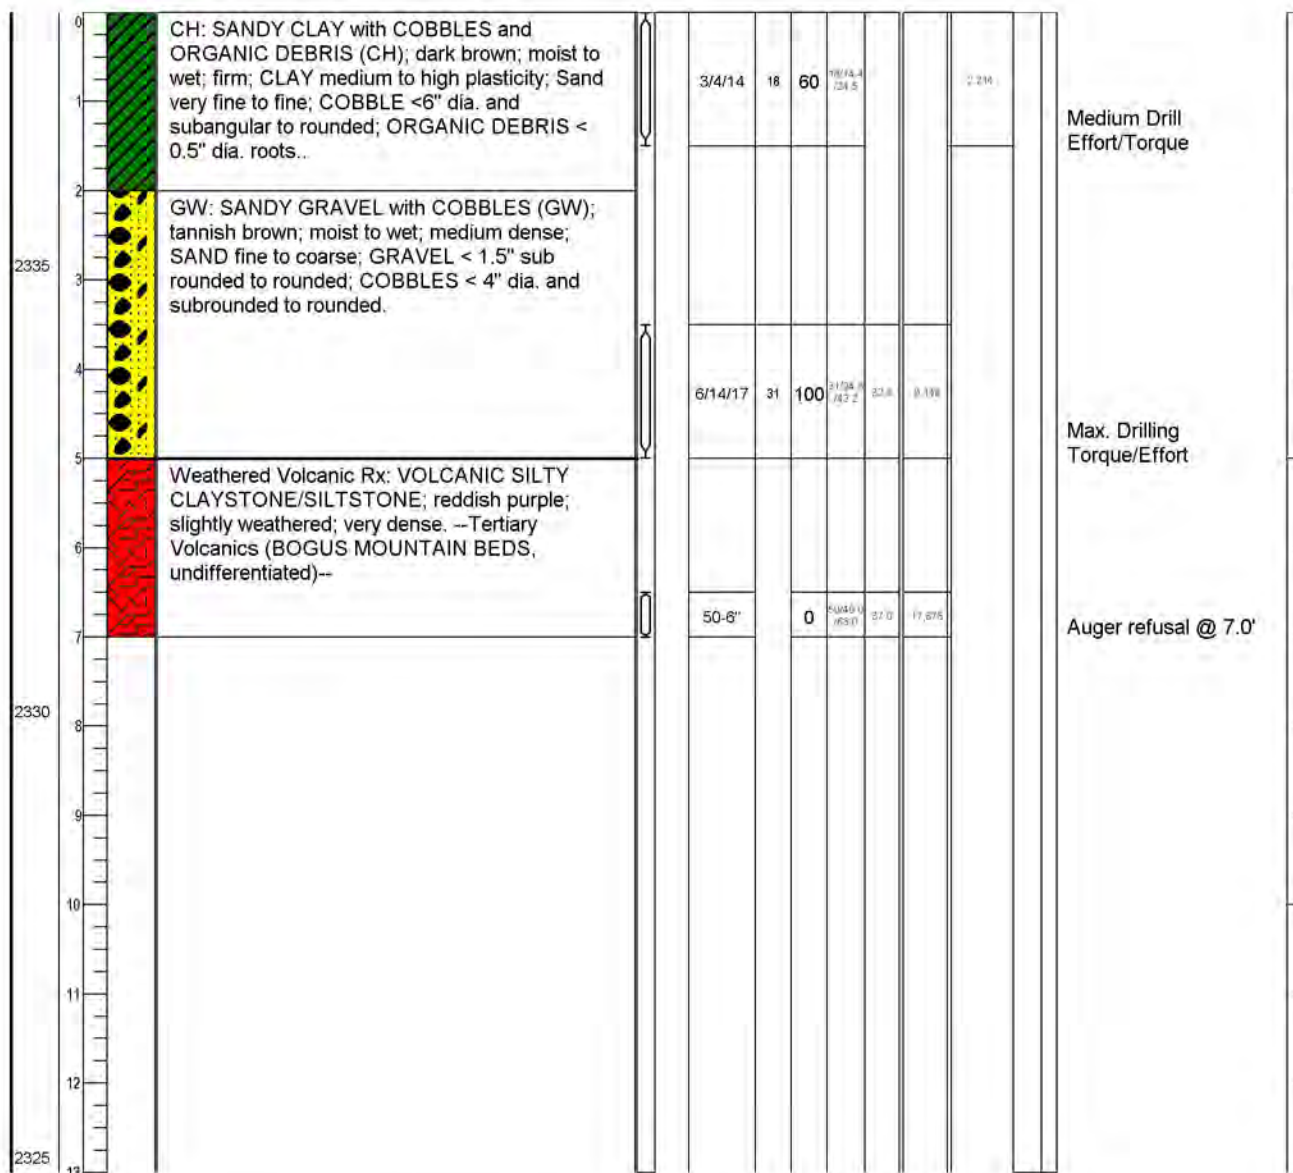 0
CH: SANDY CLAY with COBBLES and
ORGANIC DEBRIS (CH); dark brown; moist to
wet; firm; CLAY medium to high plasticity; Sand
very fine to fine; COBBLE <6" dia. and
subangular to rounded; ORGANIC DEBRIS <
0.5" dia. roots..
3/4/14 18 60
1
Medium Drill
Effort/Torque
2
GW: SANDY GRAVEL with COBBLES (GW);
tannish brown; moist to wet; medium dense;
SAND fine to coarse; GRAVEL < 1.5" sub
rounded to rounded; COBBLES < 4" dia. and
subrounded to rounded.
2335
3
4
6/14/17 31 100
Max. Drilling
Torque/Effort
5
Weathered Volcanic Rx: VOLCANIC SILTY
CLAYSTONE/SILTSTONE; reddish purple;
slightly weathered; very dense. --Tertiary
Volcanics (BOGUS MOUNTAIN BEDS,
undifferentiated)--
6
50-6" 0
Auger refusal @ 7.0'
7
2330
8
9
10
11
12
2325
13